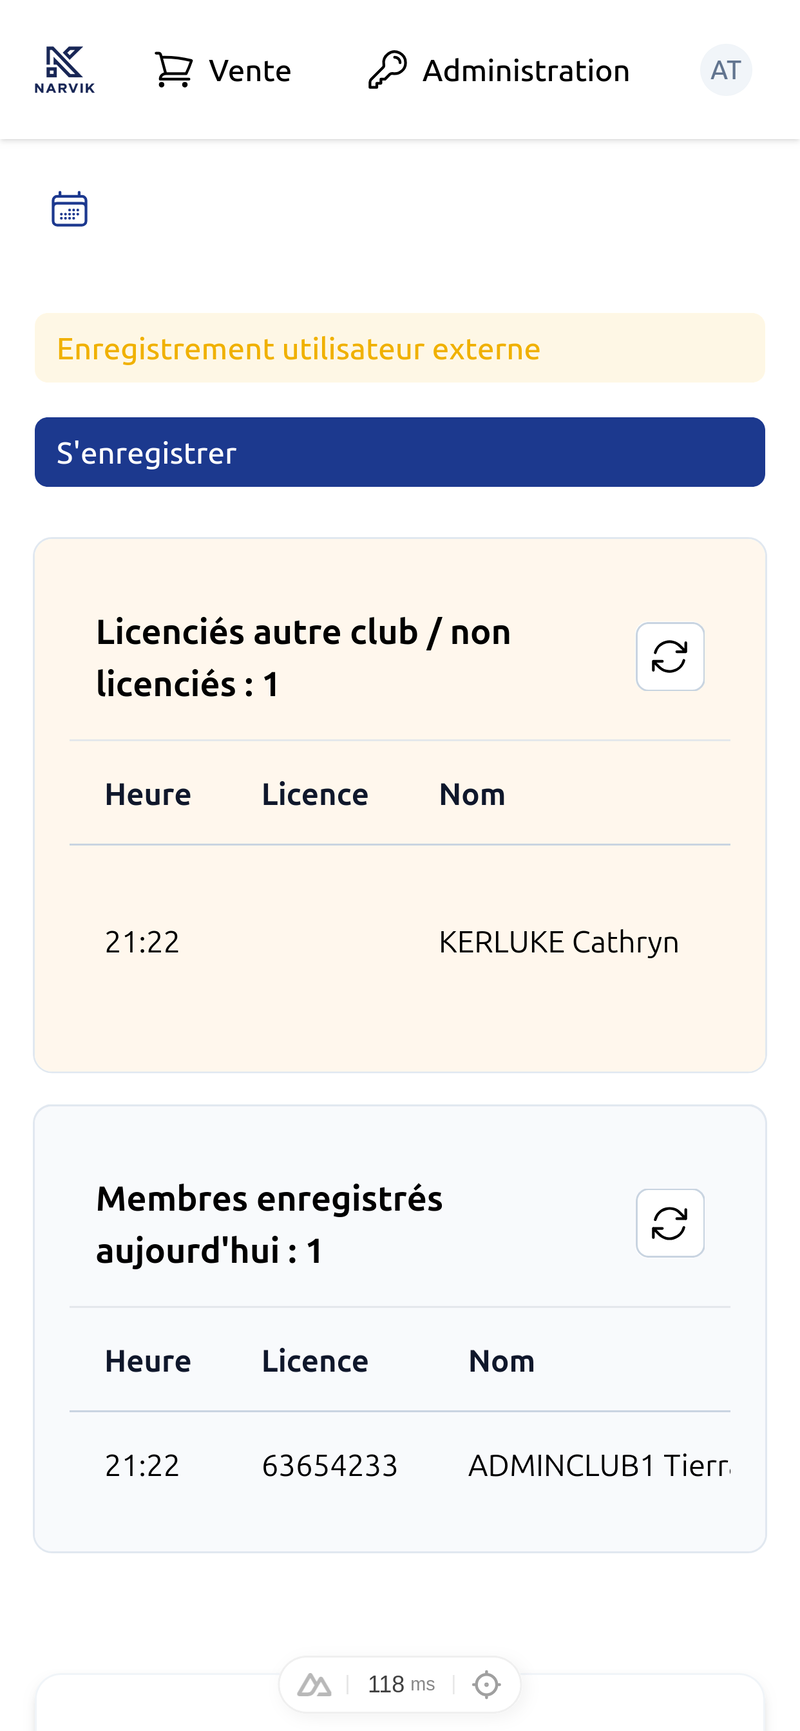 NARVIK
Vente
Administration
AT
Enregistrement utilisateur externe
S'enregistrer
Licenciés autre club / non
licenciés : 1
Heure Licence Nom
21:22 KERLUKE Cathryn
Membres enregistrés
aujourd'hui : 1
Heure Licence Nom
21:22 63654233 ADMINCLUB1 Tierr
118 ms